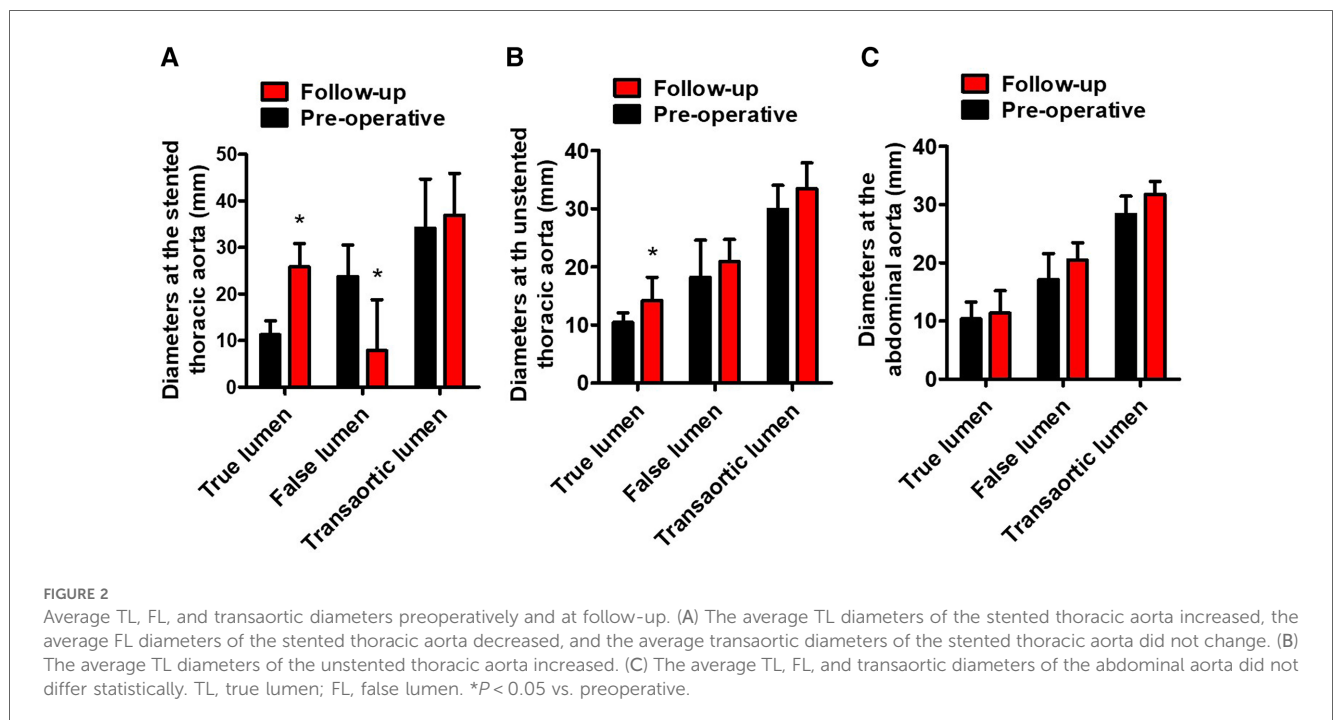 A
Follow-up
Pre-operative
Diameters at the stented
thoracic aorta (mm)
50
40
30
20
10
0
*
*
True lumen
False lumen
Transaortic lumen
B
Follow-up
Pre-operative
Diameters at th unstented
thoracic aorta (mm)
40
30
20
10
0
*
True lumen
False lumen
Transaortic lumen
C
Follow-up
Pre-operative
Diameters at the
abdominal aorta (mm)
40
30
20
10
0
True lumen
False lumen
Transaortic lumen
FIGURE 2
Average TL, FL, and transaortic diameters preoperatively and at follow-up. (A) The average TL diameters of the stented thoracic aorta increased, the
average FL diameters of the stented thoracic aorta decreased, and the average transaortic diameters of the stented thoracic aorta did not change. (B)
The average TL diameters of the unstented thoracic aorta increased. (C) The average TL, FL, and transaortic diameters of the abdominal aorta did not
differ statistically. TL, true lumen; FL, false lumen. *P < 0.05 vs. preoperative.